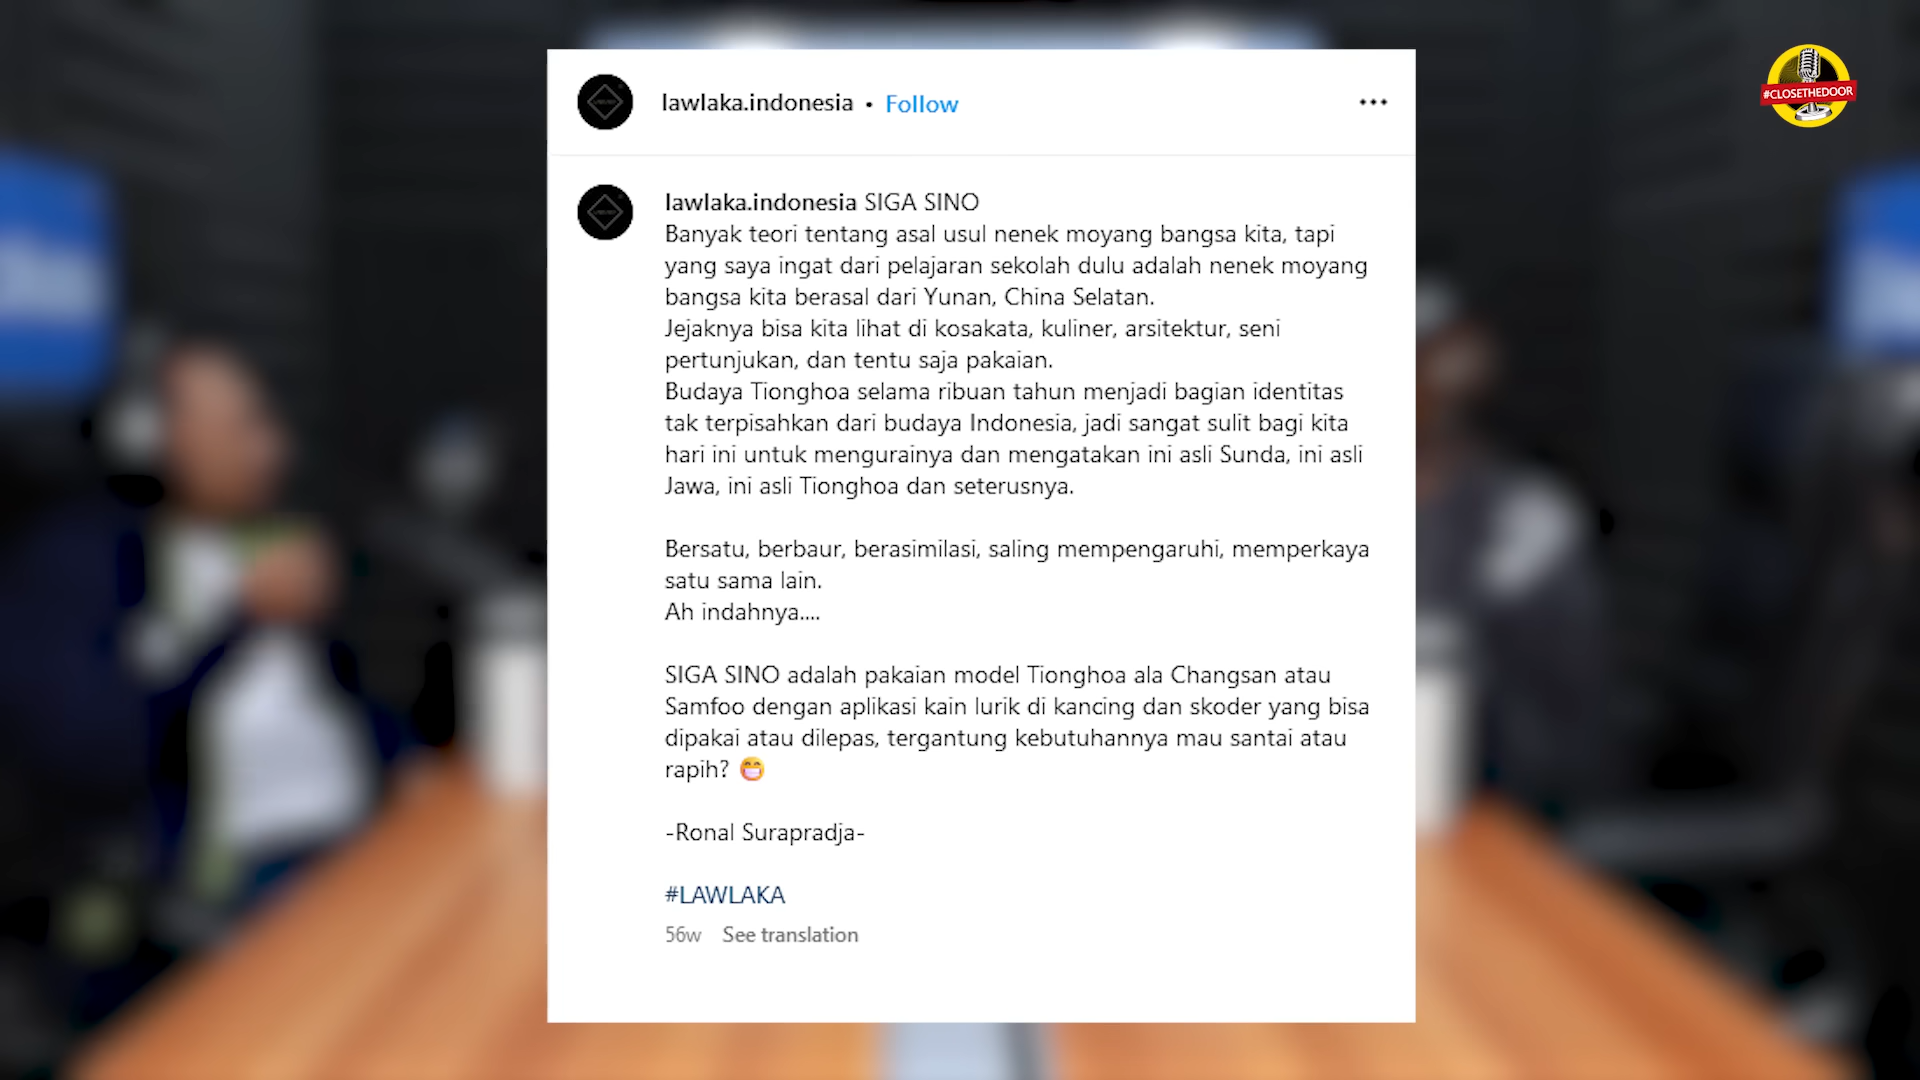 #CLOSETHEDOOR
lawlaka.indonesia • Follow
lawlaka.indonesia SIGA SINO
Banyak teori tentang asal usul nenek moyang bangsa kita, tapi
yang saya ingat dari pelajaran sekolah dulu adalah nenek moyang
bangsa kita berasal dari Yunan, China Selatan.
Jejaknya bisa kita lihat di kosakata, kuliner, arsitektur, seni
pertunjukan, dan tentu saja pakaian.
Budaya Tionghoa selama ribuan tahun menjadi bagian identitas
tak terpisahkan dari budaya Indonesia, jadi sangat sulit bagi kita
hari ini untuk mengurainya dan mengatakan ini asli Sunda, ini asli
Jawa, ini asli Tionghoa dan seterusnya.
Bersatu, berbaur, berasimilasi, saling mempengaruhi, memperkaya
satu sama lain.
Ah indahnya....
SIGA SINO adalah pakaian model Tionghoa ala Changsan atau
Samfoo dengan aplikasi kain lurik di kancing dan skoder yang bisa
dipakai atau dilepas, tergantung kebutuhannya mau santai atau
rapih? 😁
-Ronal Surapradja-
#LAWLAKA
56w See translation